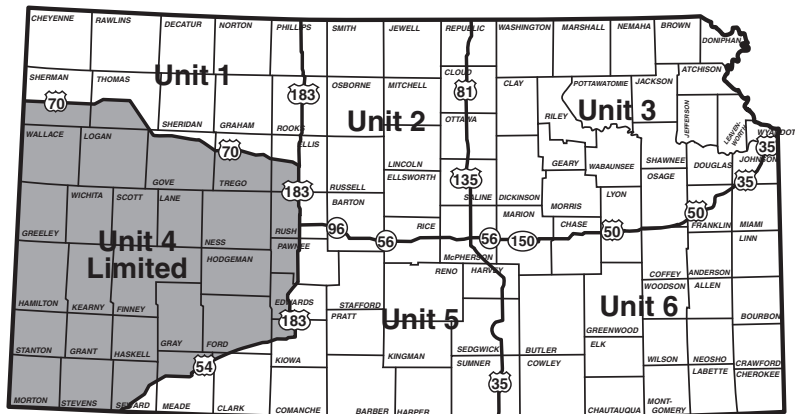 CHEYENNE RAWLINS DECATUR NORTON PHILLIPS SMITH JEWELL REPUBLIC WASHINGTON MARSHALL NEMAHA BROWN
DONIPHAN
SHERMAN THOMAS Unit 1 CLOUD ATCHISON
70 183 OSBORNE MITCHELL 81 CLAY POTTAWATOMIE JACKSON
SHERIDAN GRAHAM ROOKS Unit 2 OTTAWA RILEY Unit 3 JEFFERSON LEAVEN-
WORTH WYANDOT
WALLACE LOGAN 70 ELLIS 35
GOVE TREGO LINCOLN GEARY WABAUNSEE SHAWNEE DOUGLAS JOHNSON
183 RUSSELL ELLSWORTH 135 SALINE DICKINSON OSAGE 35
WICHITA SCOTT LANE BARTON MORRIS LYON
GREELEY RUSH 96 RICE MARION CHASE 50 FRANKLIN MIAMI
Unit 4 NESS PAWNEE 56 56 150 50 LINN
Limited HODGEMAN McPHERSON
RENO HARVEY COFFEY ANDERSON
HAMILTON KEARNY FINNEY EDWARDS STAFFORD WOODSON ALLEN
183 PRATT Unit 5 Unit 6 BOURBON
STANTON GRANT HASKELL GRAY FORD KINGMAN SEDGWICK BUTLER GREENWOOD
54 KIOWA SUMNER COWLEY ELK WILSON NEOSHO CRAWFORD
35 LABETTE CHEROKEE
MORTON STEVENS SEWARD MEADE CLARK COMANCHE BARBER HARPER CHAUTAUQUA MONT-
GOMERY